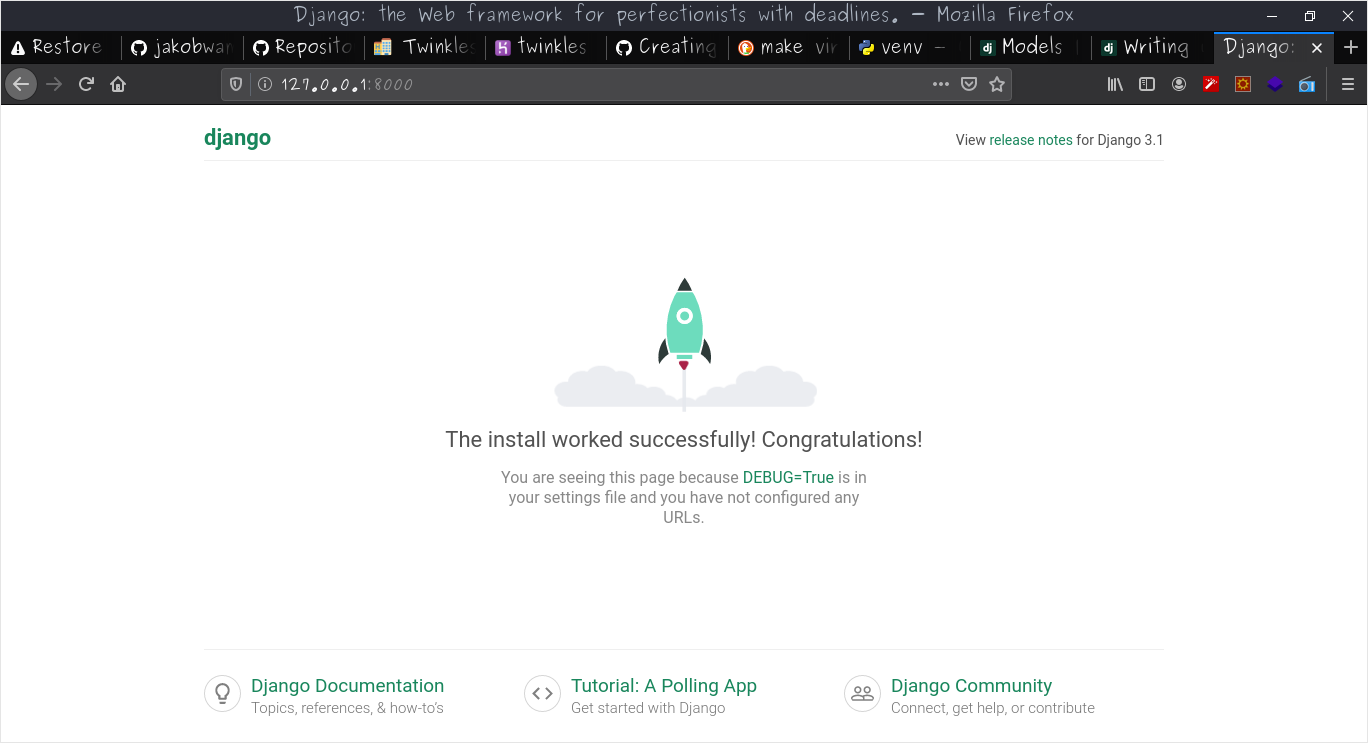 Django: the Web framework for perfectionists with deadlines. — Mozilla Firefox
Restore
jakobwan
Reposito
Twinkles
twinkles
Creating
make vir
venv —
Models
Writing
Django:
127.0.0.1:8000
django
View release notes for Django 3.1
The install worked successfully! Congratulations!
You are seeing this page because DEBUG=True is in
your settings file and you have not configured any
URLs.
Django Documentation
Topics, references, & how-to's
Tutorial: A Polling App
Get started with Django
Django Community
Connect, get help, or contribute